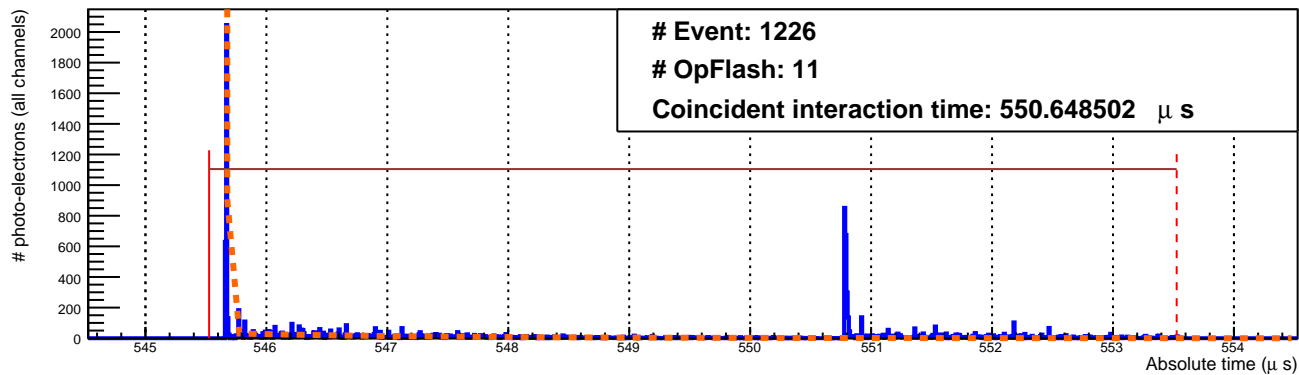 # Event: 1226
# OpFlash: 11
Coincident interaction time: 550.648502 μ s
# photo-electrons (all channels)
2000
1800
1600
1400
1200
1000
800
600
400
200
0
545 546 547 548 549 550 551 552 553 554
Absolute time (μ s)